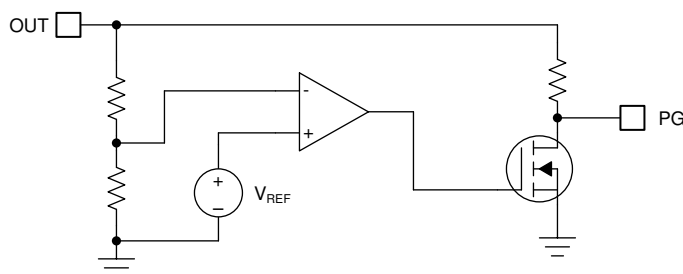 OUT
-
+
PG
+
−
VREF